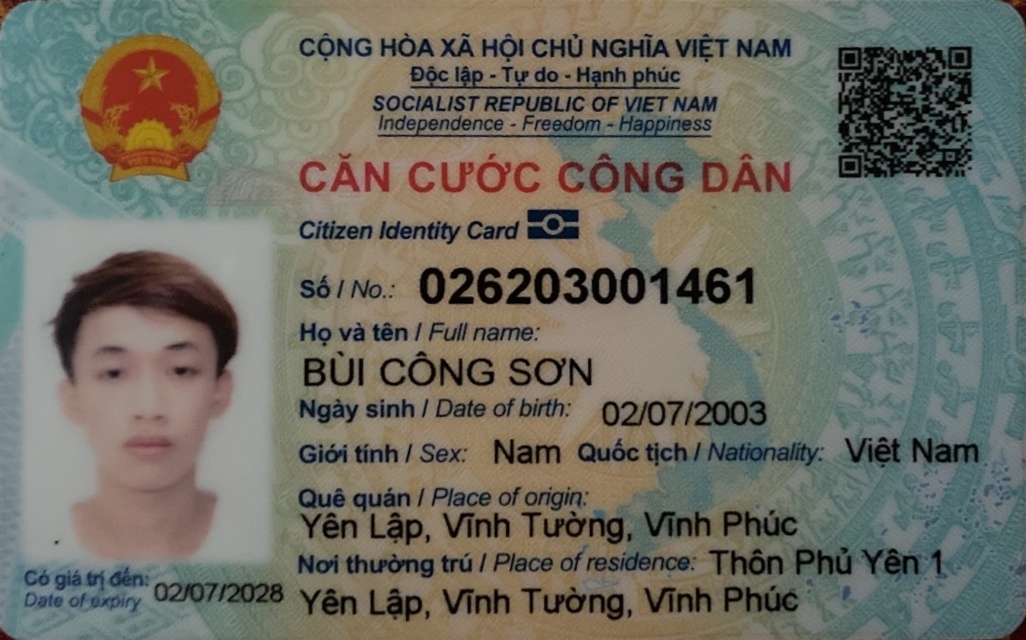 CỘNG HÒA XÃ HỘI CHỦ NGHĨA VIỆT NAM
Độc lập - Tự do - Hạnh phúc
SOCIALIST REPUBLIC OF VIET NAM
Independence - Freedom - Happiness
CĂN CƯỚC CÔNG DÂN
Citizen Identity Card
Số / No.: 026203001461
Họ và tên / Full name:
BÙI CÔNG SƠN
Ngày sinh / Date of birth: 02/07/2003
Giới tính / Sex: Nam Quốc tịch / Nationality: Việt Nam
Quê quán / Place of origin:
Yên Lập, Vĩnh Tường, Vĩnh Phúc
Nơi thường trú / Place of residence: Thôn Phủ Yên 1
Yên Lập, Vĩnh Tường, Vĩnh Phúc
Có giá trị đến: 02/07/2028
Date of expiry
VIỆT NAM